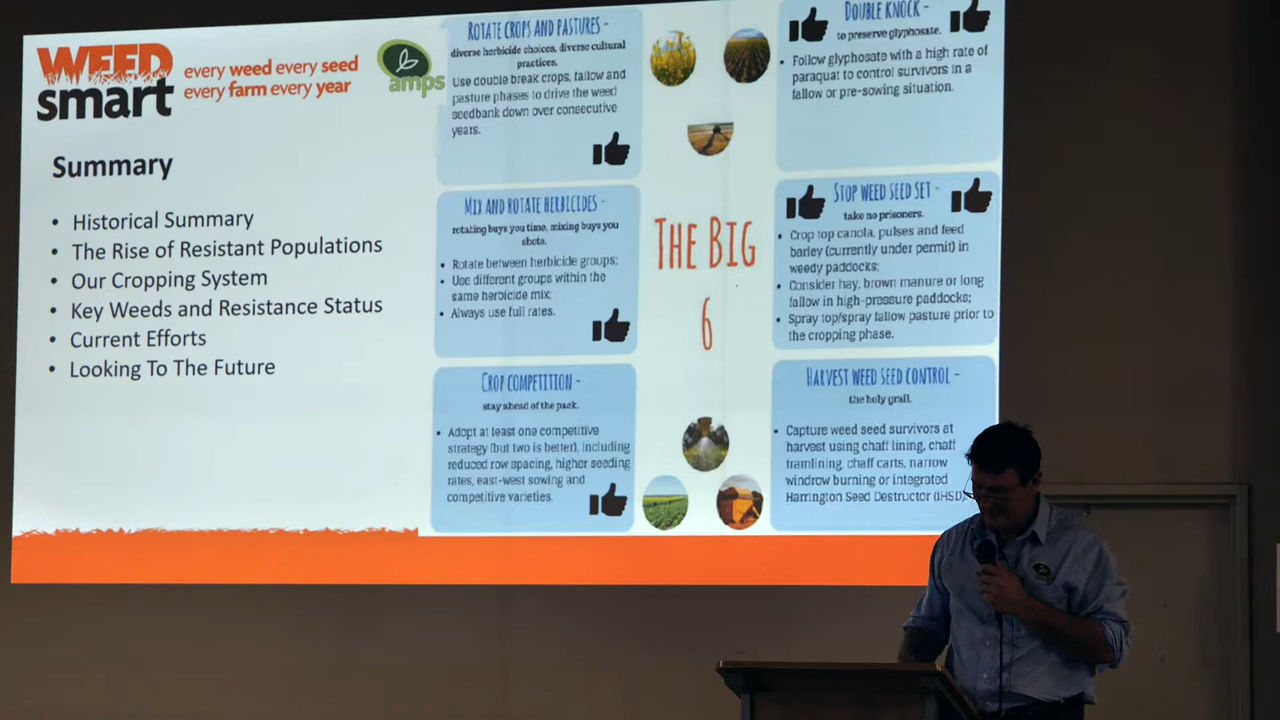 WEED
smart
every weed every seed
every farm every year
amps
Summary
• Historical Summary
• The Rise of Resistant Populations
• Our Cropping System
• Key Weeds and Resistance Status
• Current Efforts
• Looking To The Future
ROTATE CROPS AND PASTURES -
diverse herbicide choices, diverse cultural
practices.
Use double break crops, fallow and
pasture phases to drive the weed
seedbank down over consecutive
years.
MIX AND ROTATE HERBICIDES -
rotating buys you time, mixing buys you
shots.
• Rotate between herbicide groups;
• Use different groups within the
same herbicide mix;
• Always use full rates.
CROP COMPETITION -
stay ahead of the pack.
• Adopt at least one competitive
strategy (but two is better), including
reduced row spacing, higher seeding
rates, east-west sowing and
competitive varieties.
THE BIG
6
DOUBLE KNOCK -
to preserve glyphosate.
• Follow glyphosate with a high rate of
paraquat to control survivors in a
fallow or pre-sowing situation.
STOP WEED SEED SET -
take no prisoners.
• Crop top canola, pulses and feed
barley (currently under permit) in
weedy paddocks;
• Consider hay, brown manure or long
fallow in high-pressure paddocks;
• Spray top/spray fallow pasture prior to
the cropping phase.
HARVEST WEED SEED CONTROL -
the holy grail.
• Capture weed seed survivors at
harvest using chaff lining, chaff
tramlining, chaff carts, narrow
windrow burning or integrated
Harrington Seed Destructor (iHSD)